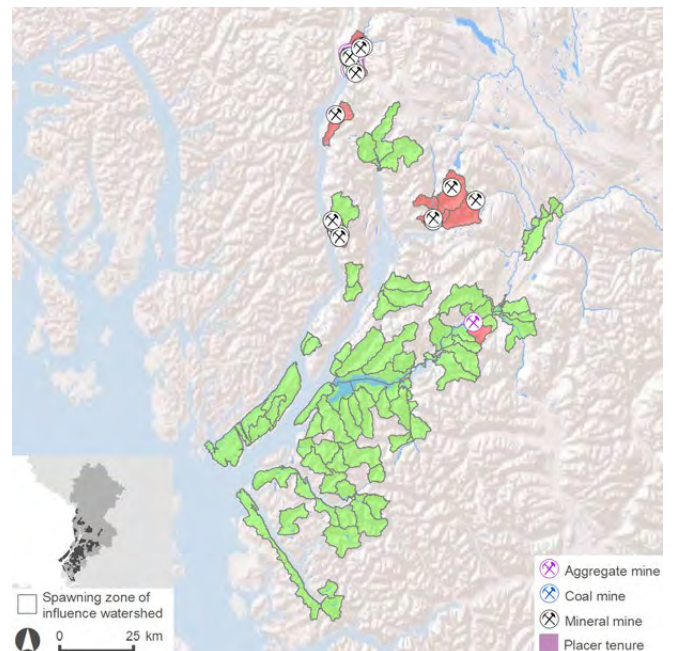 Spawning zone of
influence watershed
0 25 km
Aggregate mine
Coal mine
Mineral mine
Placer tenure